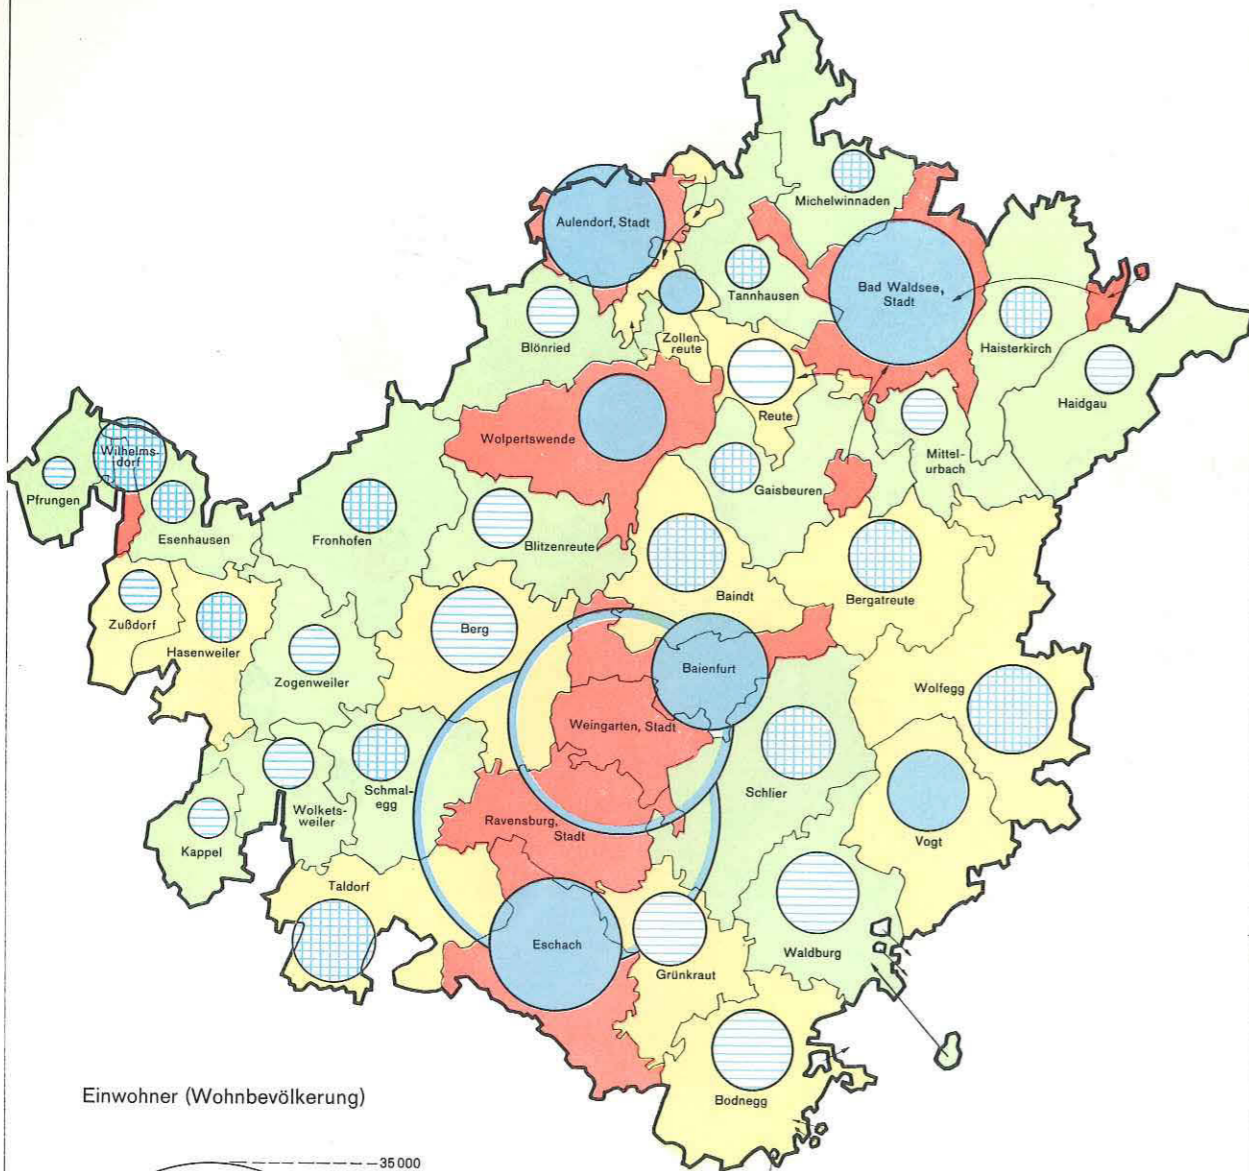 Michelwinnaden
Aulendorf, Stadt
Bad Waldsee,
Stadt
Tannhausen
Haisterkirch
Blönried
Zollen-
reute
Haidgau
Reute
Wolpertswende
Mittel-
urbach
Wilhelms-
dorf
Pfrungen
Gaisbeuren
Esenhausen
Fronhofen
Blitzenreute
Baindt
Bergatreute
Zußdorf
Hasenweiler
Berg
Zogenweiler
Baienfurt
Wolfegg
Weingarten, Stadt
Schlier
Schmal-
egg
Wolkets-
weiler
Ravensburg,
Stadt
Vogt
Kappel
Taldorf
Eschach
Grünkraut
Waldburg
Bodnegg
Einwohner (Wohnbevölkerung)
35000